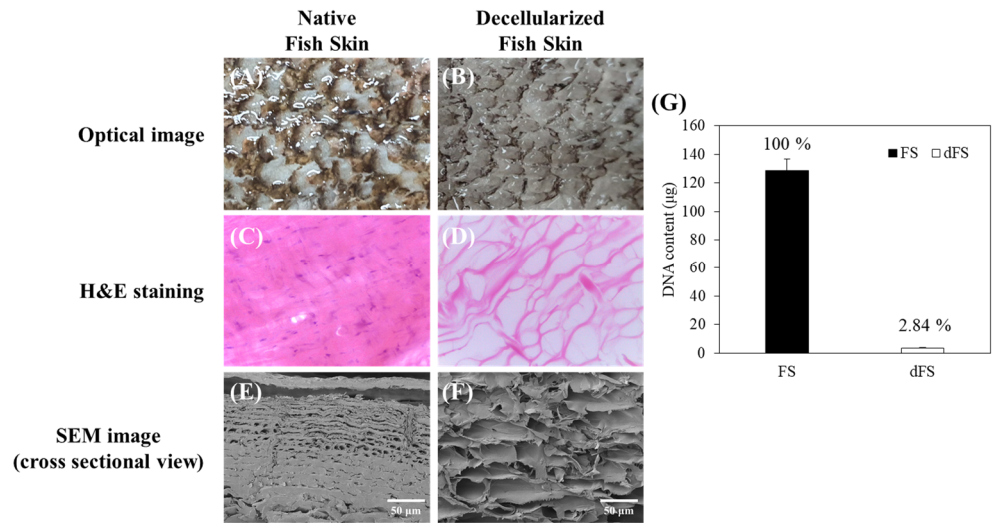 Native
Fish Skin
Decellularized
Fish Skin
Optical image
(A)
(B)
H&E staining
(C)
(D)
SEM image
(cross sectional view)
(E)
50 μm
(F)
50 μm
(G)
160
140
120
100
80
60
40
20
0
DNA content (μg)
100 %
FS dFS
2.84 %
FS dFS